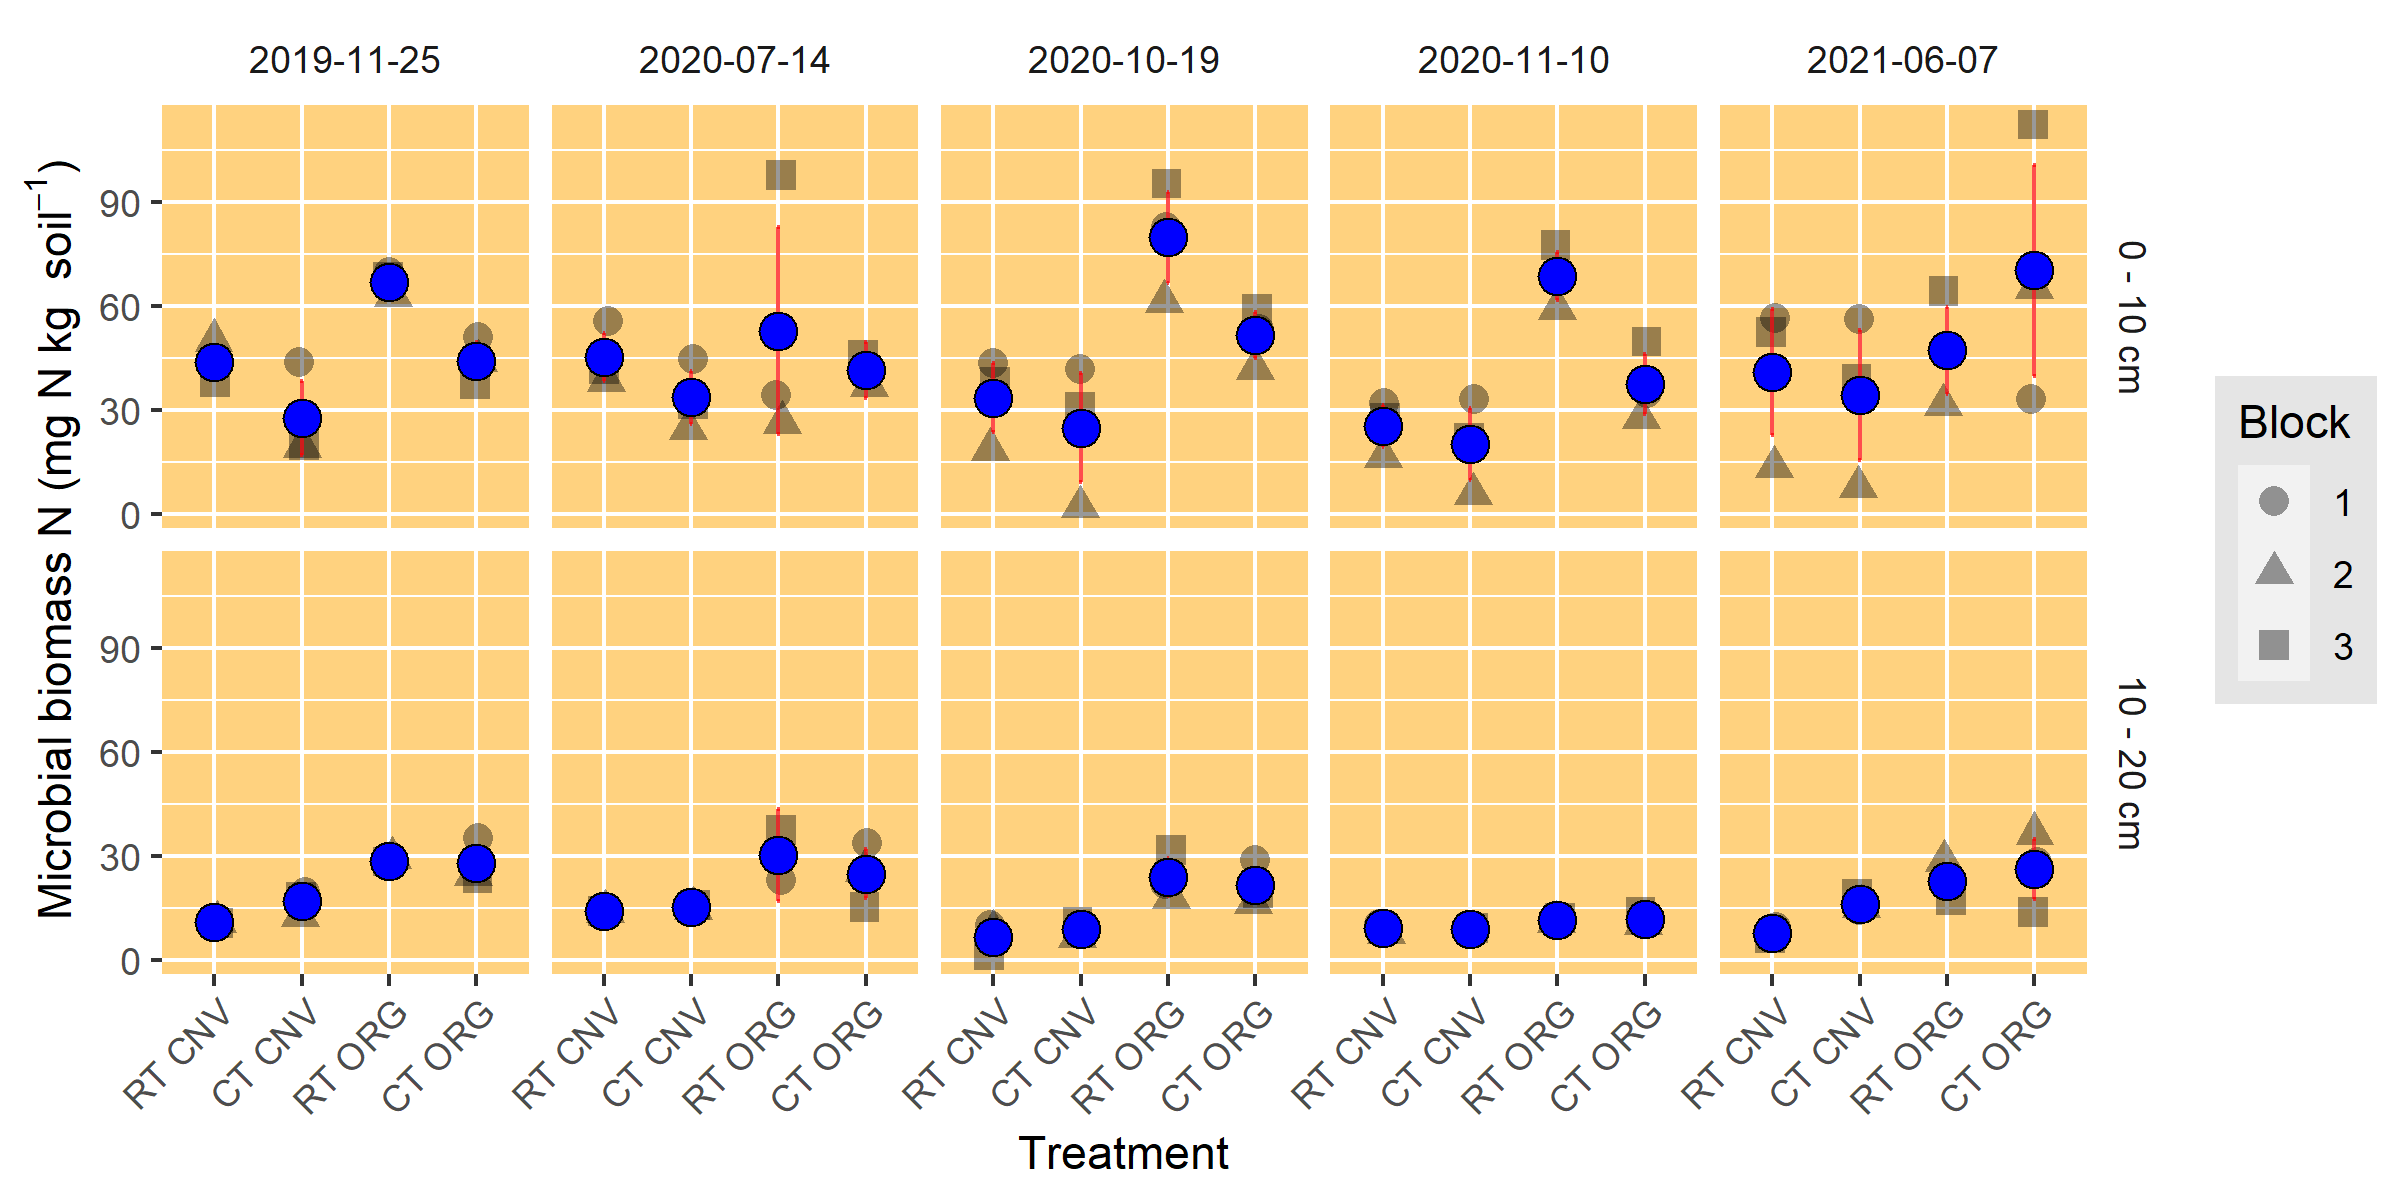 2019-11-25 2020-07-14 2020-10-19 2020-11-10 2021-06-07
Microbial biomass N (mg N kg soil⁻¹)
90
60
30
0
0 - 10 cm
90
60
30
0
10 - 20 cm
RT CNV CT CNV RT ORG CT ORG RT CNV CT CNV RT ORG CT ORG RT CNV CT CNV RT ORG CT ORG RT CNV CT CNV RT ORG CT ORG RT CNV CT CNV RT ORG CT ORG
Treatment
Block
1
2
3